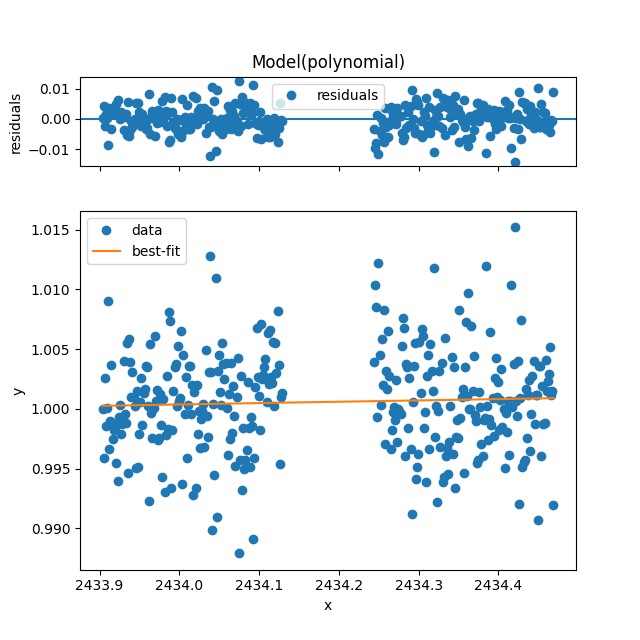 Model(polynomial)
residuals
0.01
0.00
−0.01
residuals
data
best-fit
1.015
1.010
1.005
1.000
0.995
0.990
y
2433.9 2434.0 2434.1 2434.2 2434.3 2434.4
x